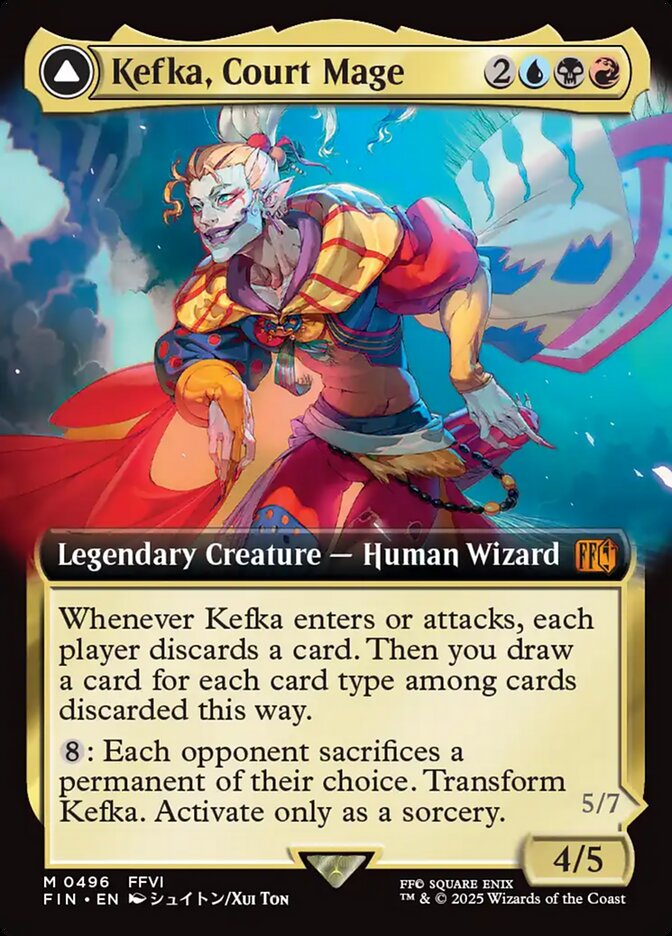 Kefka, Court Mage 2
Legendary Creature — Human Wizard FFVI
Whenever Kefka enters or attacks, each
player discards a card. Then you draw
a card for each card type among cards
discarded this way.
8: Each opponent sacrifices a
permanent of their choice. Transform
Kefka. Activate only as a sorcery.
5/7
4/5
M 0496 FFVI
FIN • EN シュイトン/Xui Ton
FF© SQUARE ENIX
™ & © 2025 Wizards of the Coast